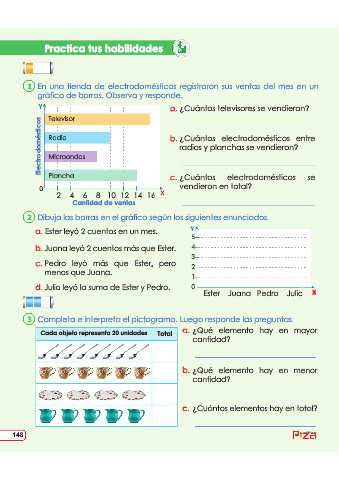 Practica tus habilidades
1 En una tienda de electrodomésticos registraron sus ventas del mes en un
gráfico de barras. Observa y responde.
Y
Electrodomésticos
Televisor
Radio
Microondas
Plancha
0 2 4 6 8 10 12 14 16 X
Cantidad de ventas
a. ¿Cuántos televisores se vendieron?
b. ¿Cuántos electrodomésticos entre
radios y planchas se vendieron?
c. ¿Cuántos electrodomésticos se
vendieron en total?
2 Dibuja las barras en el gráfico según los siguientes enunciados.
a. Ester leyó 2 cuentos en un mes.
b. Juana leyó 2 cuentos más que Ester.
c. Pedro leyó más que Ester, pero
menos que Juana.
d. Julio leyó la suma de Ester y Pedro.
Y
5
4
3
2
1
0
Ester Juana Pedro Julio X
3 Completa e interpreta el pictograma. Luego responde las preguntas.
Cada objeto representa 20 unidades Total
a. ¿Qué elemento hay en mayor
cantidad?
b. ¿Qué elemento hay en menor
cantidad?
c. ¿Cuántos elementos hay en total?
148